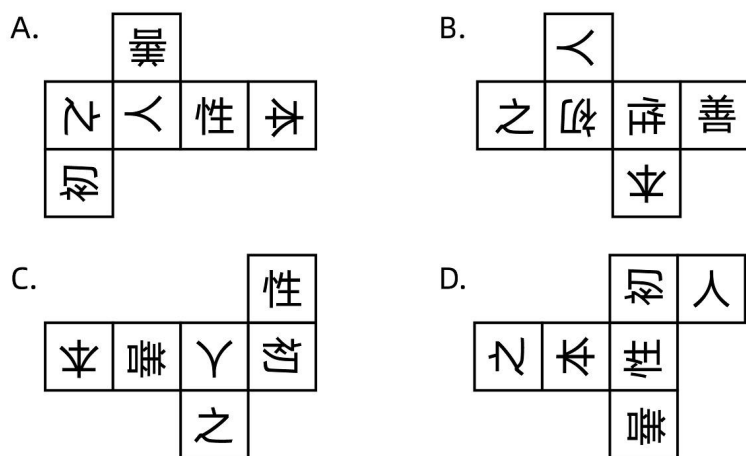 A.
善
之人性本
初
B.
人
之初性善
本
C.
性
本善人初
之
D.
初人
之本性
善